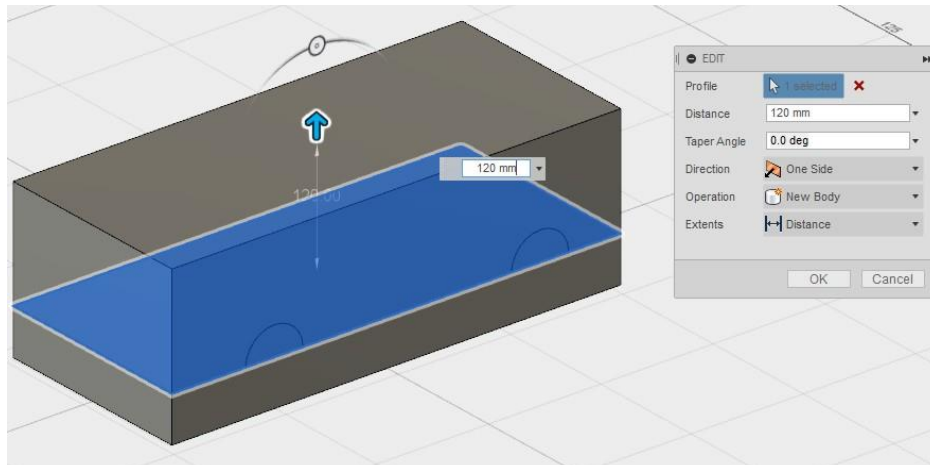 125
EDIT
Profile 1 selected
Distance 120 mm
Taper Angle 0.0 deg
Direction One Side
Operation New Body
Extents Distance
OK Cancel
120 mm
120.00